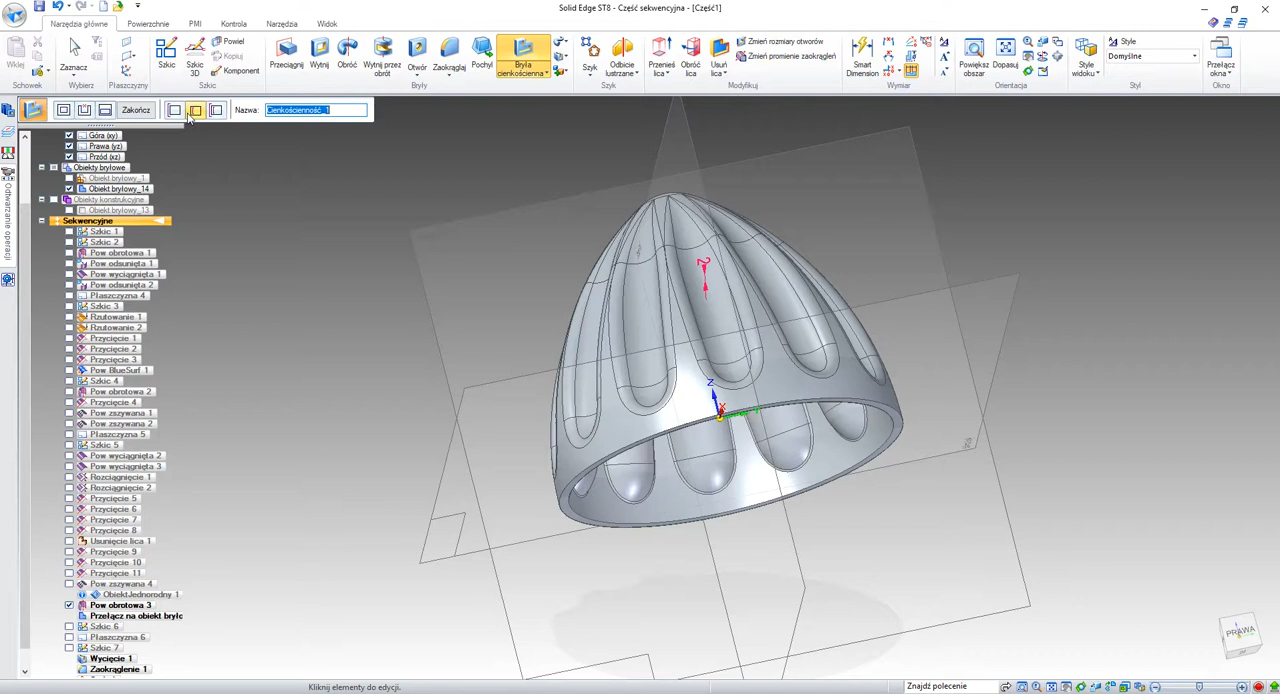 Solid Edge ST8 - Część sekwencyjna - [Część1]
Narzędzia główne
Powierzchnie
PMI
Kontrola
Narzędzia
Widok
Wklej
Schowek
Zaznacz
Wybierz
Płaszczyzny
Szkic
Szkic 3D
Powiel
Kopiuj
Komponent
Szkic
Przeciągnij
Wytnij
Obróć
Wytnij przez obrót
Otwór
Zaokrąglaj
Pochyl
Bryła cienkościenna
Bryły
Szyk
Odbicie lustrzane
Szyk
Przenieś lica
Obróć lica
Usuń lica
Zmień rozmiary otworów
Zmień promienie zaokrągleń
Modyfikuj
Smart Dimension
Wymiar
Powiększ obszar
Dopasuj
Orientuj
Style widoku
Style
Domyślne
Styl
Przełącz okna
Okno
Zakończ
Nazwa:
Cienkościenność_1
Góra (xy)
Prawa (yz)
Przód (xz)
Obiekty bryłowe
Obiekt bryłowy_1
Obiekt bryłowy_14
Obiekty konstrukcyjne
Obiekt bryłowy_13
Sekwencyjne
Szkic 1
Szkic 2
Pow obrotowa 1
Pow odsunięta 1
Pow wyciągnięta 1
Pow odsunięta 2
Płaszczyzna 4
Szkic 3
Rzutowanie 1
Rzutowanie 2
Przycięcie 1
Przycięcie 2
Przycięcie 3
Pow BlueSurf 1
Szkic 4
Pow obrotowa 2
Przycięcie 4
Pow zszywana 1
Pow zszywana 2
Płaszczyzna 5
Szkic 5
Pow wyciągnięta 2
Pow wyciągnięta 3
Rozciągnięcie 1
Rozciągnięcie 2
Przycięcie 5
Przycięcie 6
Przycięcie 7
Przycięcie 8
Usunięcie lica 1
Przycięcie 9
Przycięcie 10
Przycięcie 11
Pow zszywana 4
ObiektJednorodny 1
Pow obrotowa 3
Przełącz na obiekt bryło
Szkic 6
Płaszczyzna 6
Szkic 7
Wycięcie 1
Zaokrąglenie 1
Odtwarzanie operacji
2
Z
X
PRAWA
Kliknij elementy do edycji.
Znajdź polecenie